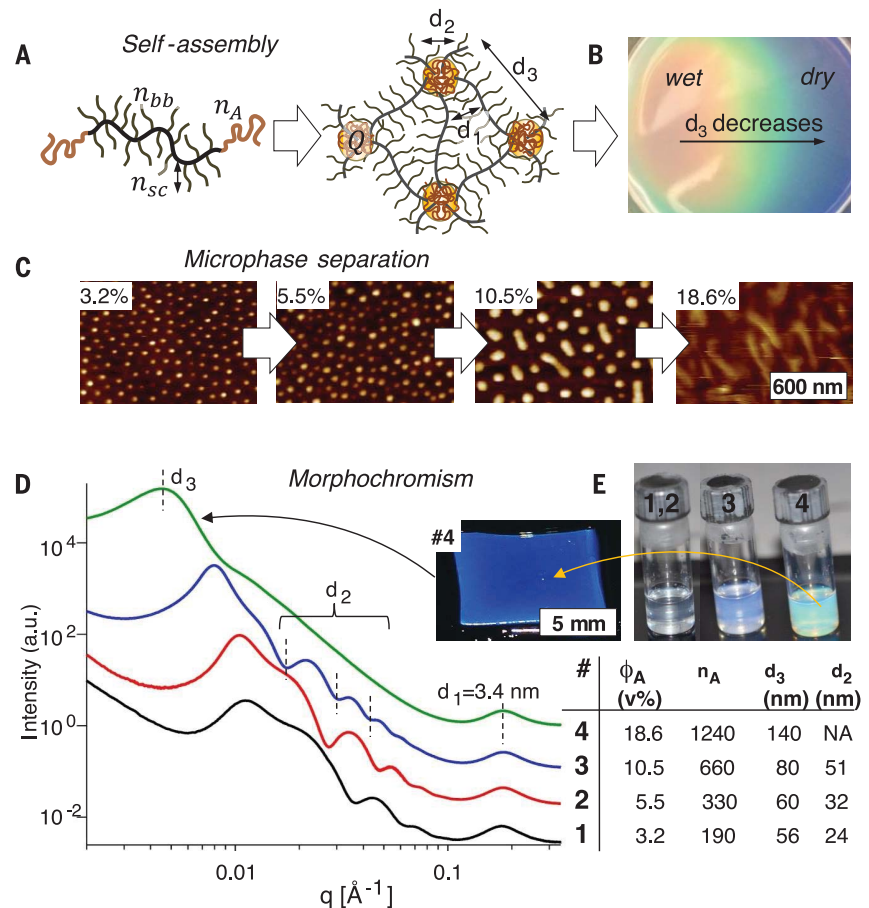 A
Self-assembly
n_bb
n_A
n_sc
d_2
d_3
d_1
Q
B
wet
dry
d_3 decreases
C
Microphase separation
3.2%
5.5%
10.5%
18.6%
600 nm
D
Morphochromism
E
d_3
10^4
10^2
10^0
10^-2
Intensity (a.u.)
d_2
d_1=3.4 nm
0.01
0.1
q [Å^-1]
#4
5 mm
1,2
3
4
# ϕ_A n_A d_3 d_2
(v%) (nm) (nm)
4 18.6 1240 140 NA
3 10.5 660 80 51
2 5.5 330 60 32
1 3.2 190 56 24